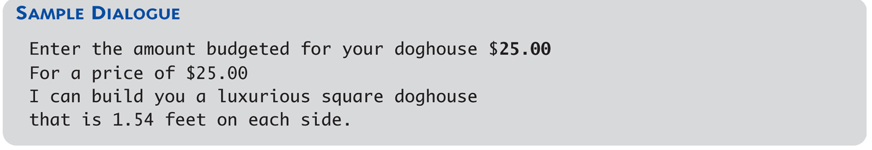 SAMPLE DIALOGUE
Enter the amount budgeted for your doghouse $25.00
For a price of $25.00
I can build you a luxurious square doghouse
that is 1.54 feet on each side.